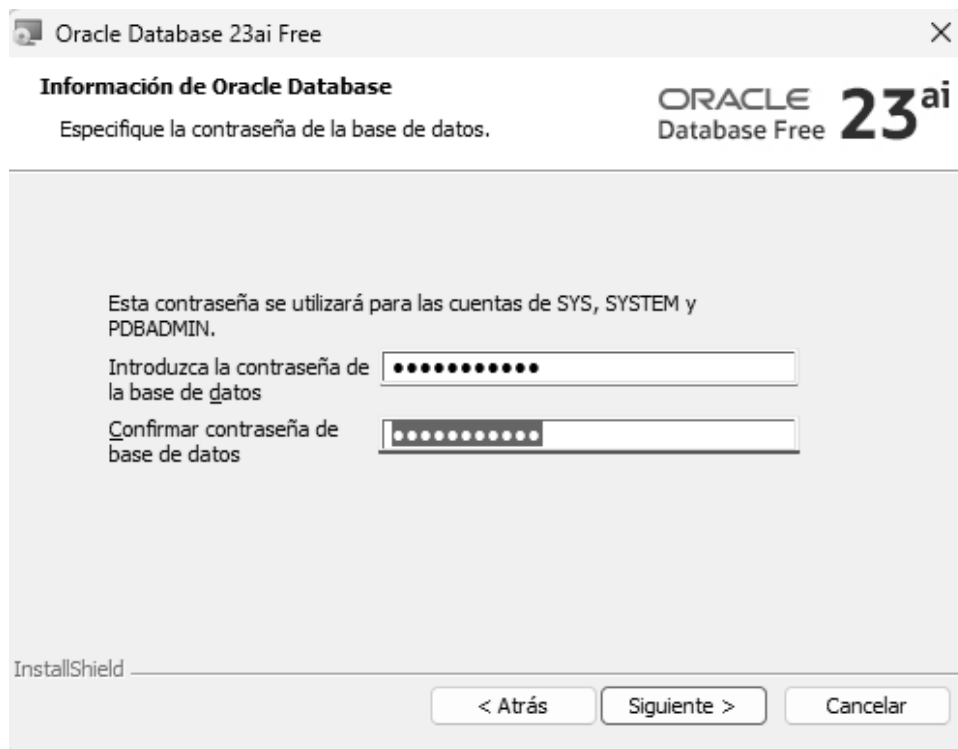 Oracle Database 23ai Free
Información de Oracle Database
Especifique la contraseña de la base de datos.
ORACLE
Database Free 23ai
Esta contraseña se utilizará para las cuentas de SYS, SYSTEM y
PDBADMIN.
Introduzca la contraseña de
la base de datos
●●●●●●●●●●●
Confirmar contraseña de
base de datos
●●●●●●●●●●●
InstallShield
< Atrás
Siguiente >
Cancelar